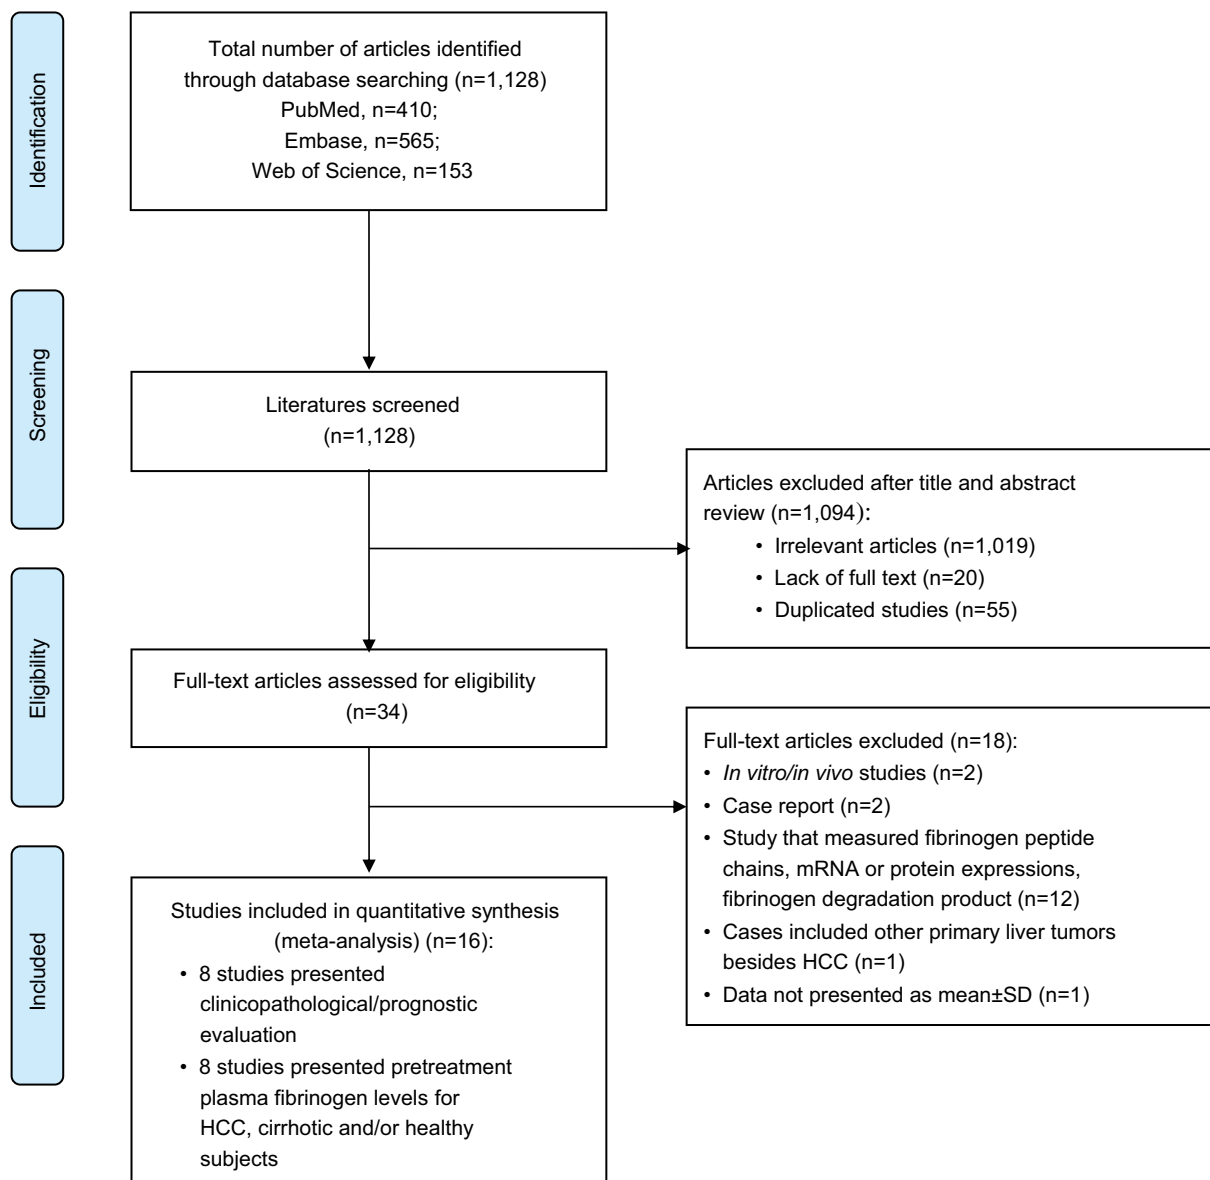 Identification
Total number of articles identified
through database searching (n=1,128)
PubMed, n=410;
Embase, n=565;
Web of Science, n=153
Screening
Literatures screened
(n=1,128)
Articles excluded after title and abstract
review (n=1,094):
• Irrelevant articles (n=1,019)
• Lack of full text (n=20)
• Duplicated studies (n=55)
Eligibility
Full-text articles assessed for eligibility
(n=34)
Full-text articles excluded (n=18):
• In vitro/in vivo studies (n=2)
• Case report (n=2)
• Study that measured fibrinogen peptide
chains, mRNA or protein expressions,
fibrinogen degradation product (n=12)
• Cases included other primary liver tumors
besides HCC (n=1)
• Data not presented as mean±SD (n=1)
Included
Studies included in quantitative synthesis
(meta-analysis) (n=16):
• 8 studies presented
clinicopathological/prognostic
evaluation
• 8 studies presented pretreatment
plasma fibrinogen levels for
HCC, cirrhotic and/or healthy
subjects